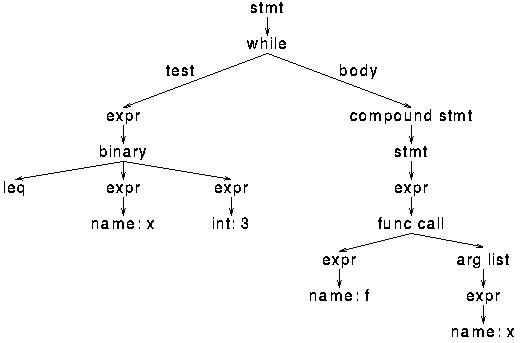 stmt
while
test body
expr compound stmt
binary stmt
leq expr expr expr
name: x int: 3 func call
expr arg list
name: f expr
name: x